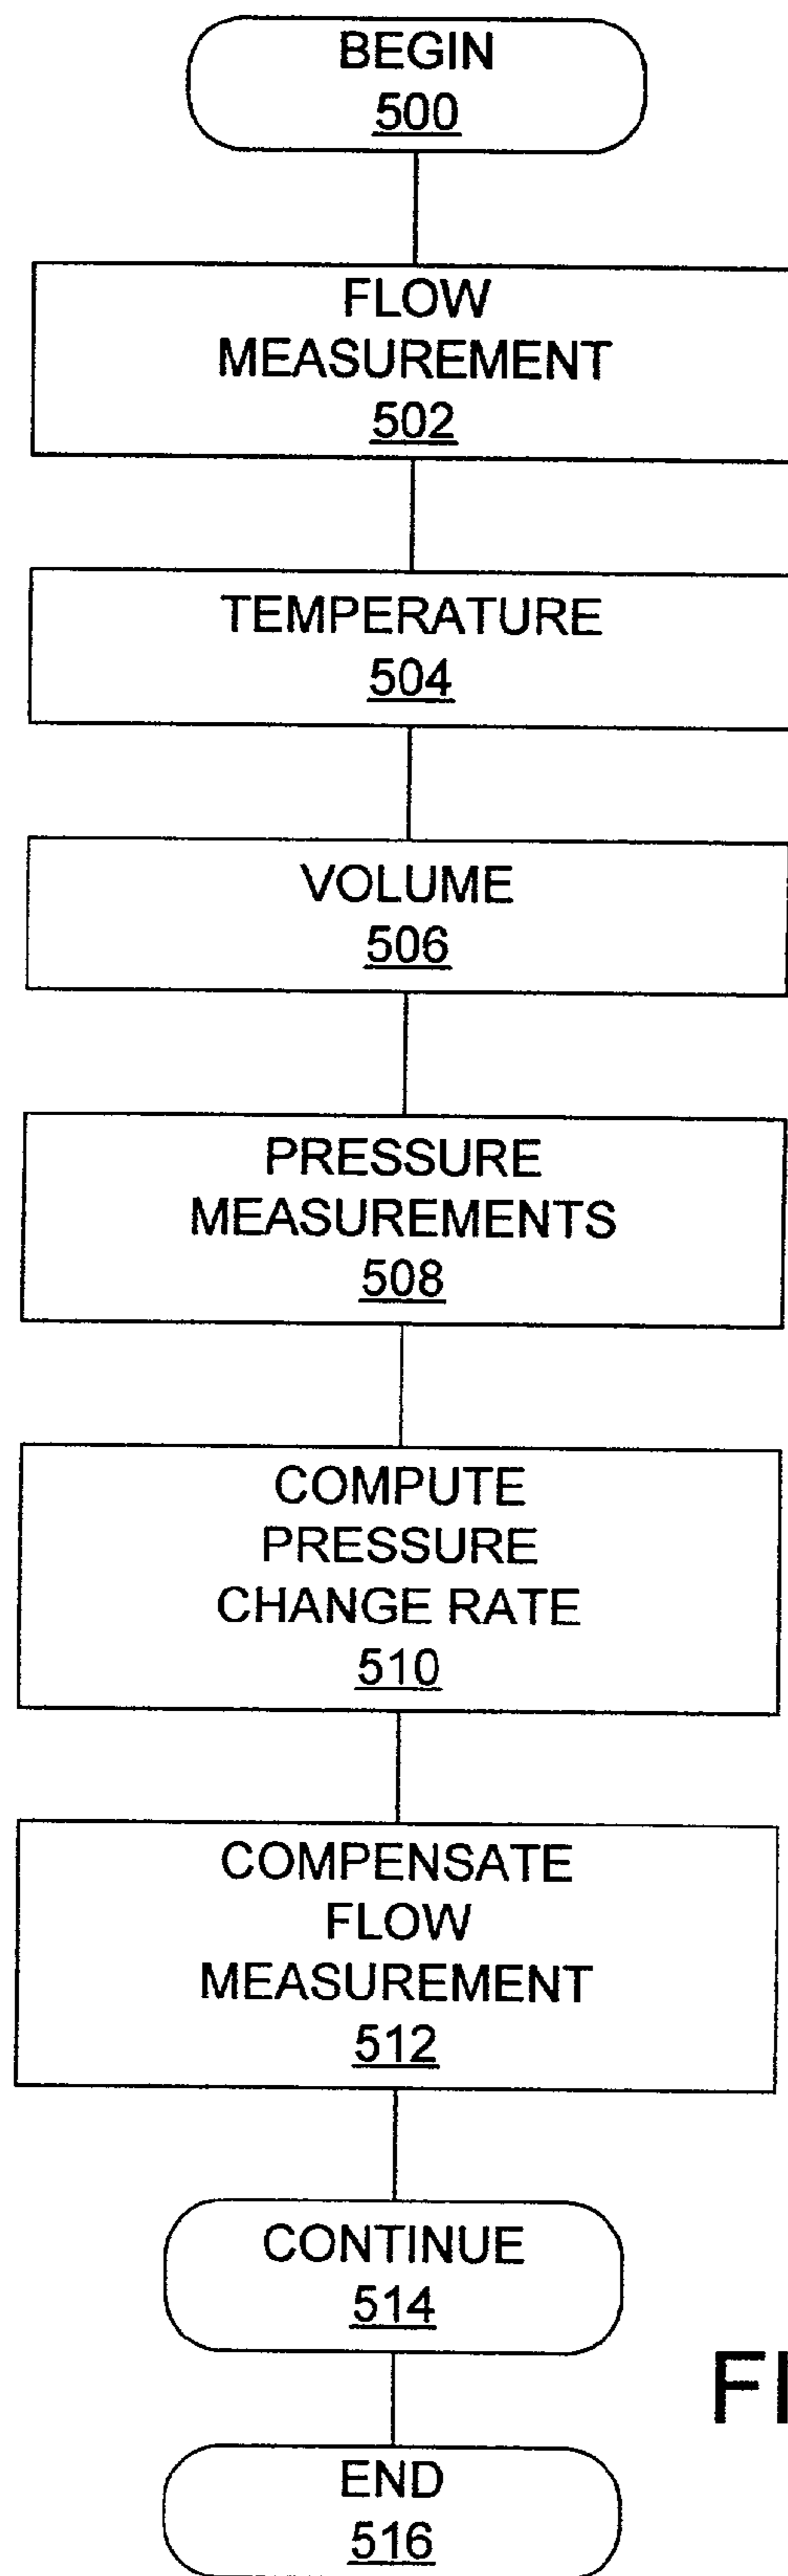 BEGIN
500
FLOW
MEASUREMENT
502
TEMPERATURE
504
VOLUME
506
PRESSURE
MEASUREMENTS
508
COMPUTE
PRESSURE
CHANGE RATE
510
COMPENSATE
FLOW
MEASUREMENT
512
CONTINUE
514
END
516